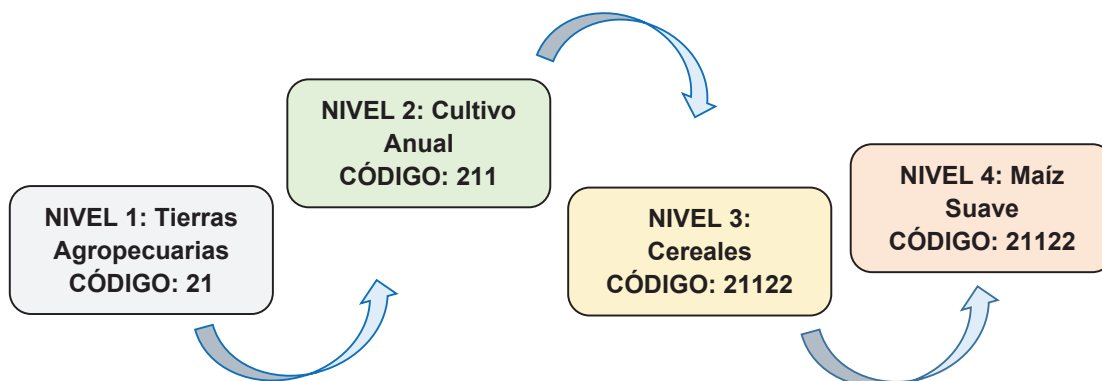 NIVEL 1: Tierras
Agropecuarias
CÓDIGO: 21
NIVEL 2: Cultivo
Anual
CÓDIGO: 211
NIVEL 3:
Cereales
CÓDIGO: 21122
NIVEL 4: Maíz
Suave
CÓDIGO: 21122